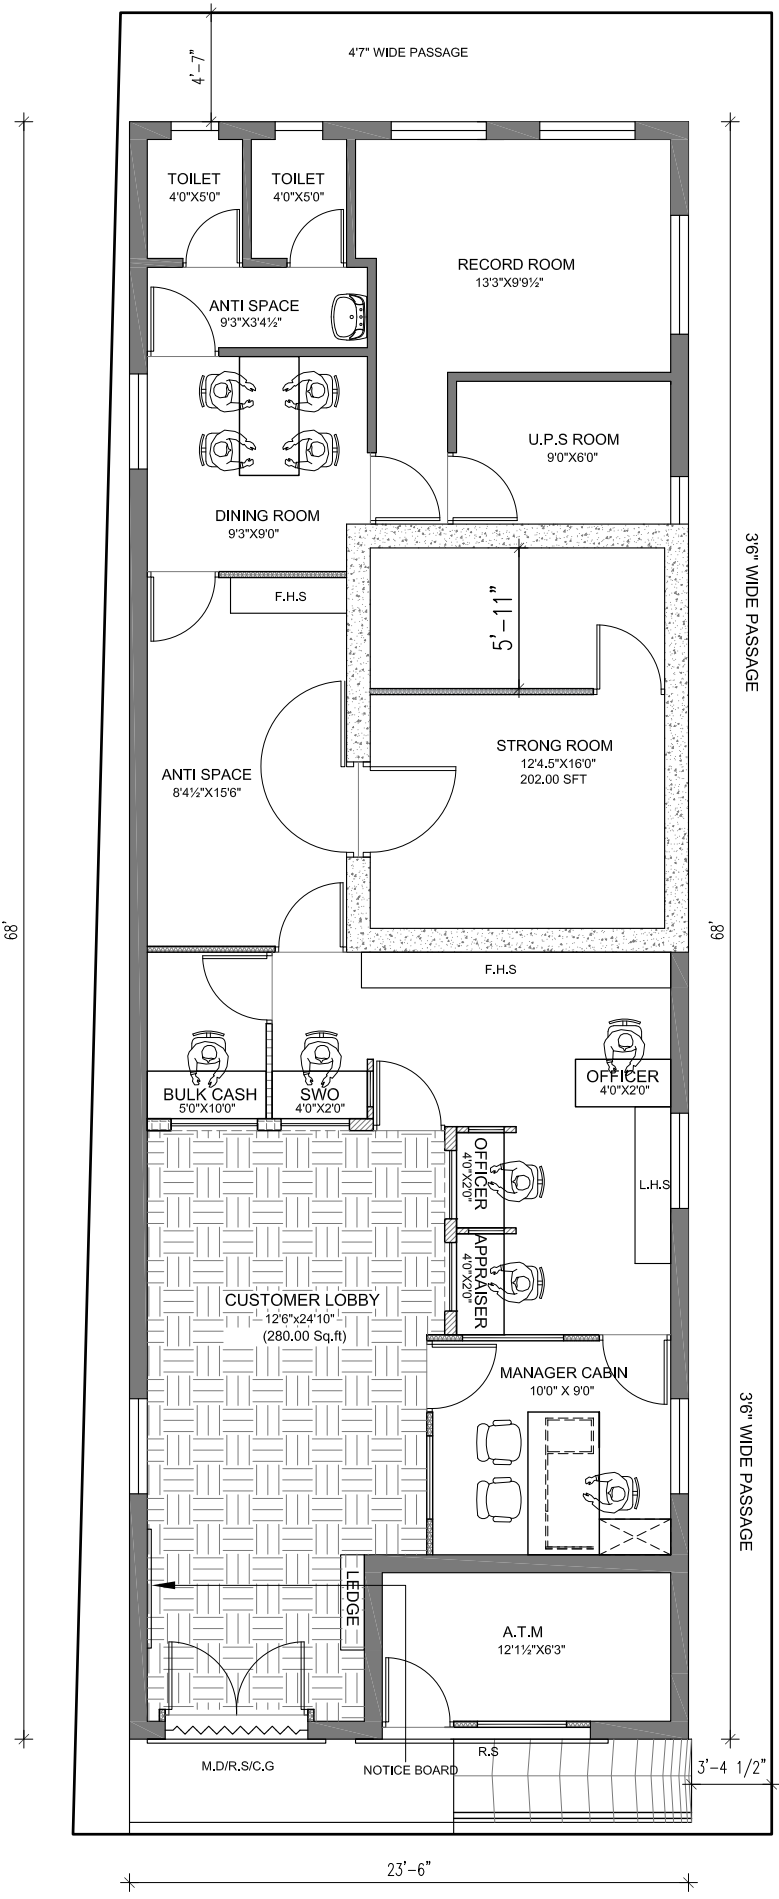 4'7" WIDE PASSAGE
4'-7"
TOILET
4'0"X5'0"
TOILET
4'0"X5'0"
RECORD ROOM
13'3"X9'9½"
ANTI SPACE
9'3"X3'4½"
U.P.S ROOM
9'0"X6'0"
DINING ROOM
9'3"X9'0"
3'6" WIDE PASSAGE
F.H.S
5'-11"
STRONG ROOM
12'4.5"X16'0"
202.00 SFT
ANTI SPACE
8'4½"X15'6"
68'
68'
F.H.S
BULK CASH
5'0"X10'0"
SWO
4'0"X2'0"
OFFICER
4'0"X2'0"
OFFICER
4'0"X2'0"
L.H.S
APPRAISER
4'0"X2'0"
CUSTOMER LOBBY
12'6"x24'10"
(280.00 Sq.ft)
MANAGER CABIN
10'0" X 9'0"
3'6" WIDE PASSAGE
LEDGE
A.T.M
12'1½"X6'3"
M.D/R.S/C.G
NOTICE BOARD
R.S
3'-4 1/2"
23'-6"